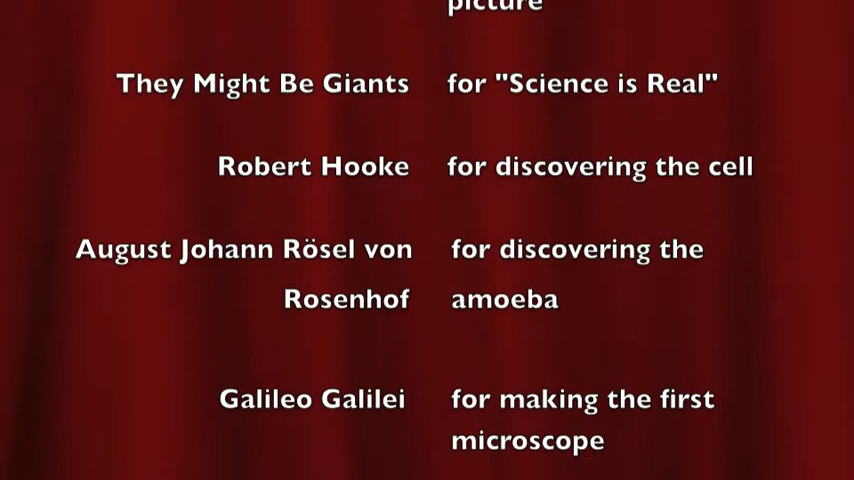 picture
They Might Be Giants for "Science is Real"
Robert Hooke for discovering the cell
August Johann Rösel von for discovering the
Rosenhof amoeba
Galileo Galilei for making the first
microscope